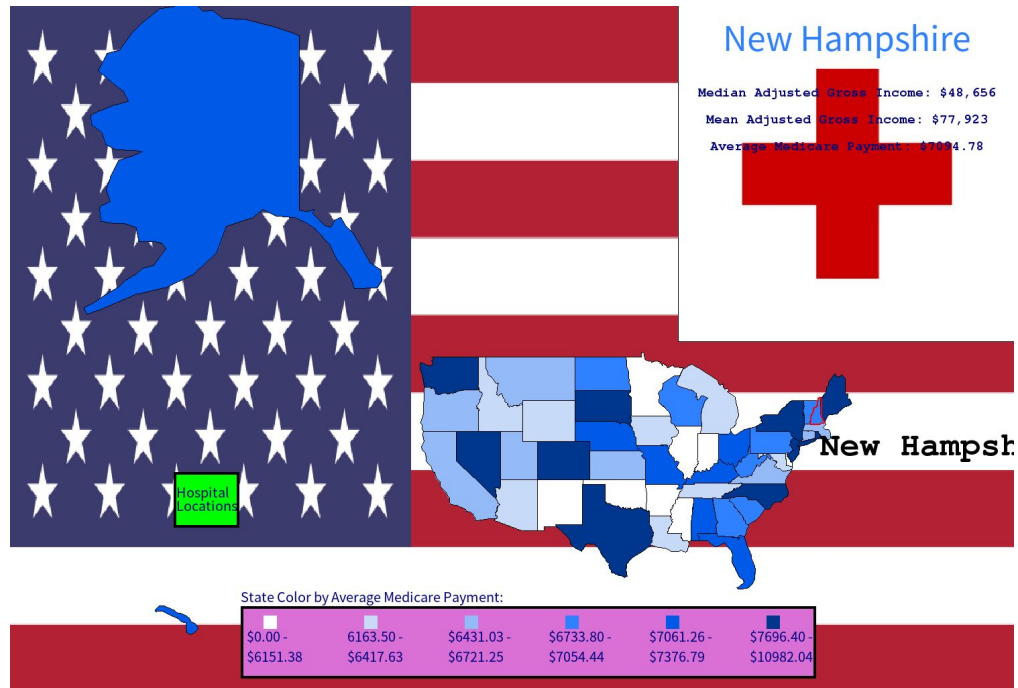 New Hampshire
Median Adjusted Gross Income: $48,656
Mean Adjusted Gross Income: $77,923
Average Medicare Payment: $7094.78
New Hampsh
Hospital
Locations
State Color by Average Medicare Payment:
$0.00 - 6163.50 - $6431.03 - $6733.80 - $7061.26 - $7696.40 -
$6151.38 $6417.63 $6721.25 $7054.44 $7376.79 $10982.04